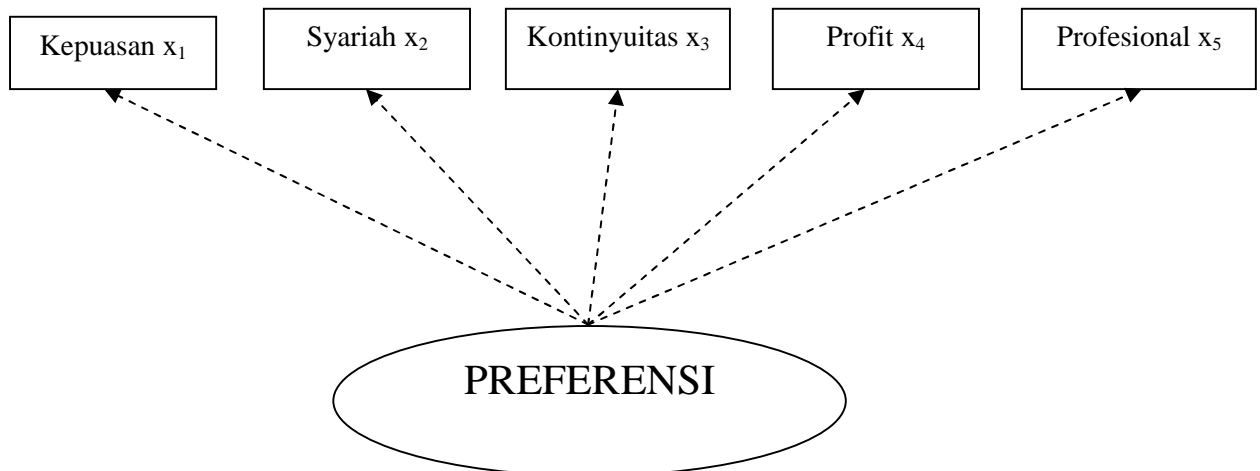 Kepuasan x₁
Syariah x₂
Kontinyuitas x₃
Profit x₄
Profesional x₅
PREFERENSI